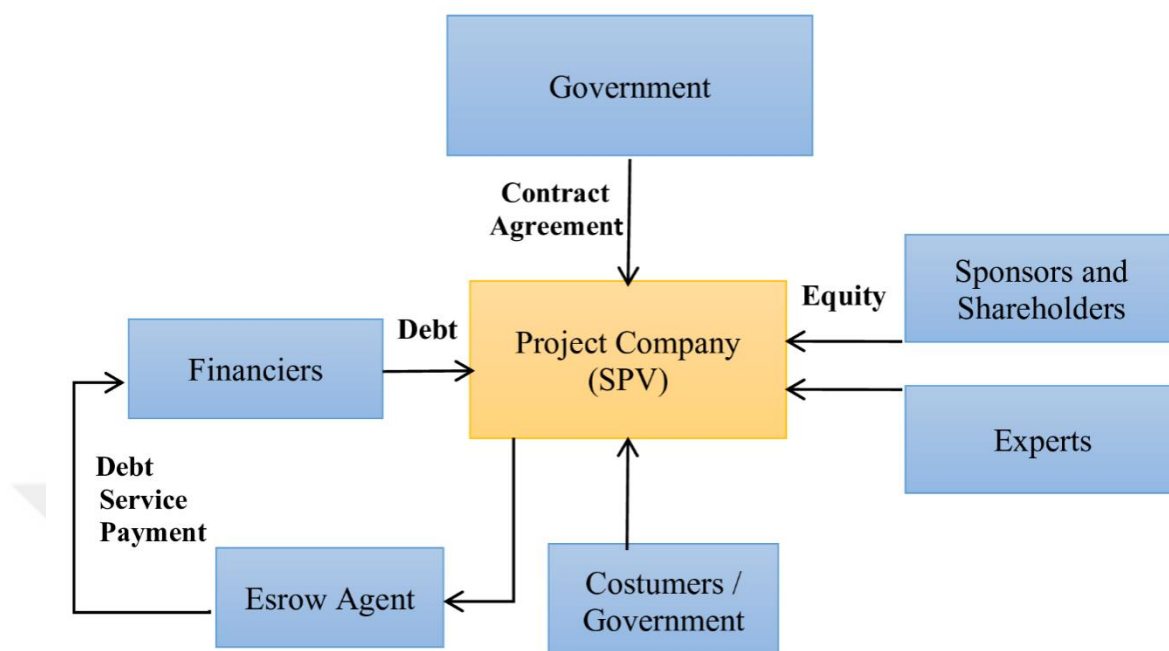 Government
Contract
Agreement
Sponsors and
Shareholders
Equity
Debt
Project Company
(SPV)
Financiers
Experts
Debt
Service
Payment
Esrow Agent
Costumers /
Government